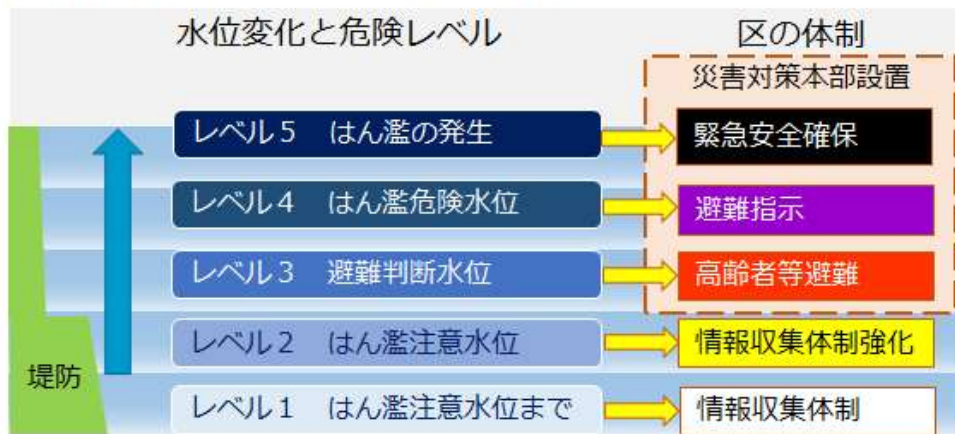 水位変化と危険レベル
区の体制
災害対策本部設置
レベル5 はん濫の発生
緊急安全確保
レベル4 はん濫危険水位
避難指示
レベル3 避難判断水位
高齢者等避難
レベル2 はん濫注意水位
情報収集体制強化
堤防
レベル1 はん濫注意水位まで
情報収集体制